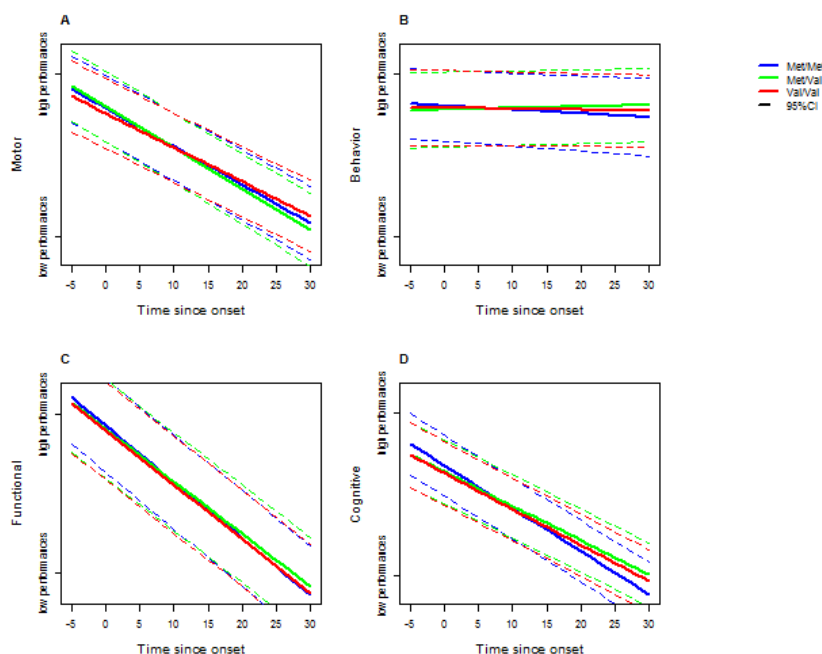 A
high performances
Motor
low performances
-5 0 5 10 15 20 25 30
Time since onset
B
high performances
Behavior
low performances
-5 0 5 10 15 20 25 30
Time since onset
Met/Met
Met/Val
Val/Val
95%CI
C
high performances
Functional
low performances
-5 0 5 10 15 20 25 30
Time since onset
D
high performances
Cognitive
low performances
-5 0 5 10 15 20 25 30
Time since onset